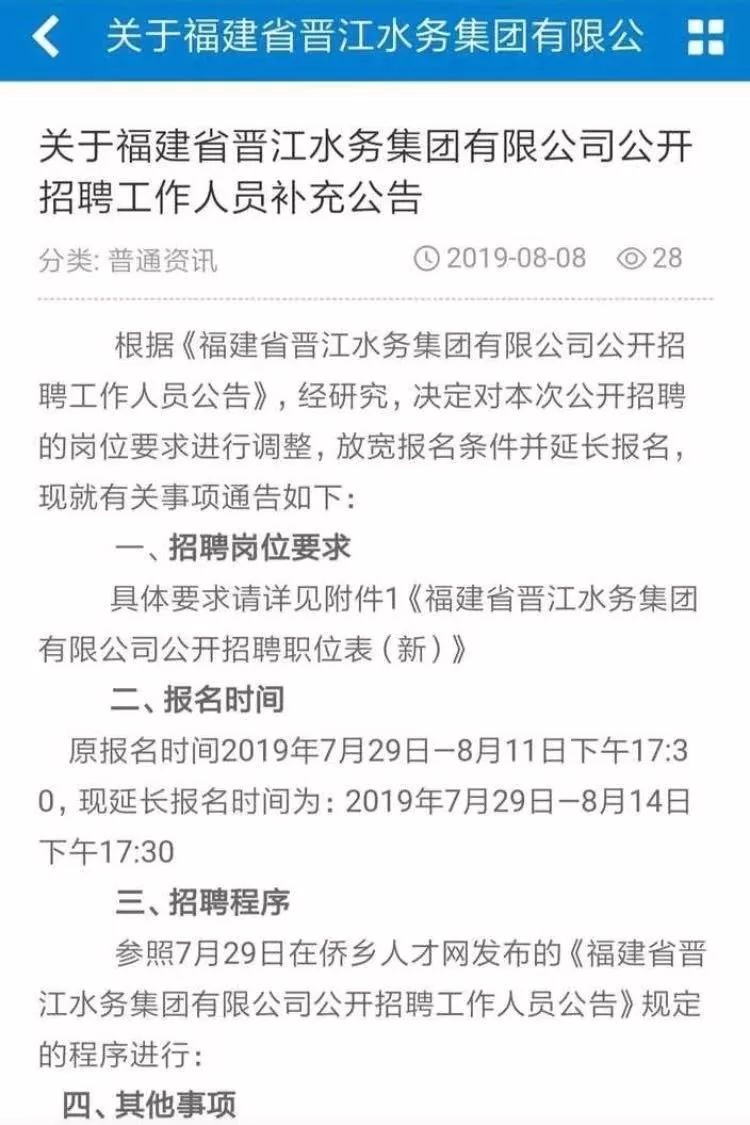 关于福建省晋江水务集团有限公
关于福建省晋江水务集团有限公司公开
招聘工作人员补充公告
分类: 普通资讯 2019-08-08 28
根据《福建省晋江水务集团有限公司公开招
聘工作人员公告》，经研究，决定对本次公开招聘
的岗位要求进行调整，放宽报名条件并延长报名，
现就有关事项通告如下：
一、招聘岗位要求
具体要求请详见附件1《福建省晋江水务集团
有限公司公开招聘职位表（新）》
二、报名时间
原报名时间2019年7月29日—8月11日下午17:3
0，现延长报名时间为：2019年7月29日—8月14日
下午17:30
三、招聘程序
参照7月29日在侨乡人才网发布的《福建省晋
江水务集团有限公司公开招聘工作人员公告》规定
的程序进行：
四、其他事项